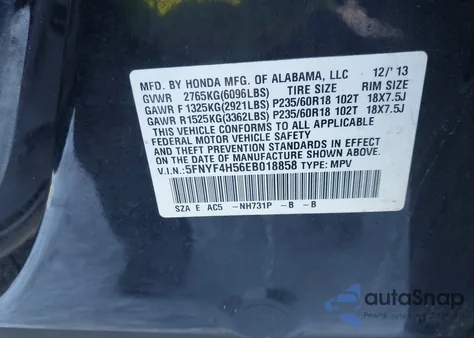 MFD. BY HONDA MFG. OF ALABAMA, LLC 12/'13
GVWR 2765KG(6096LBS) TIRE SIZE RIM SIZE
GAWR F 1325KG(2921LBS) P235/60R18 102T 18X7.5J
GAWR R 1525KG(3362LBS) P235/60R18 102T 18X7.5J
THIS VEHICLE CONFORMS TO ALL APPLICABLE
FEDERAL MOTOR VEHICLE
SAFETY AND THEFT PREVENTION STANDARDS IN EFFECT
ON THE DATE OF MANUFACTURE SHOWN ABOVE.
V.I.N.:5FNYF4H56EB018858 TYPE: MPV
SZA E AC5 -NH731P -B -B
autoSnap